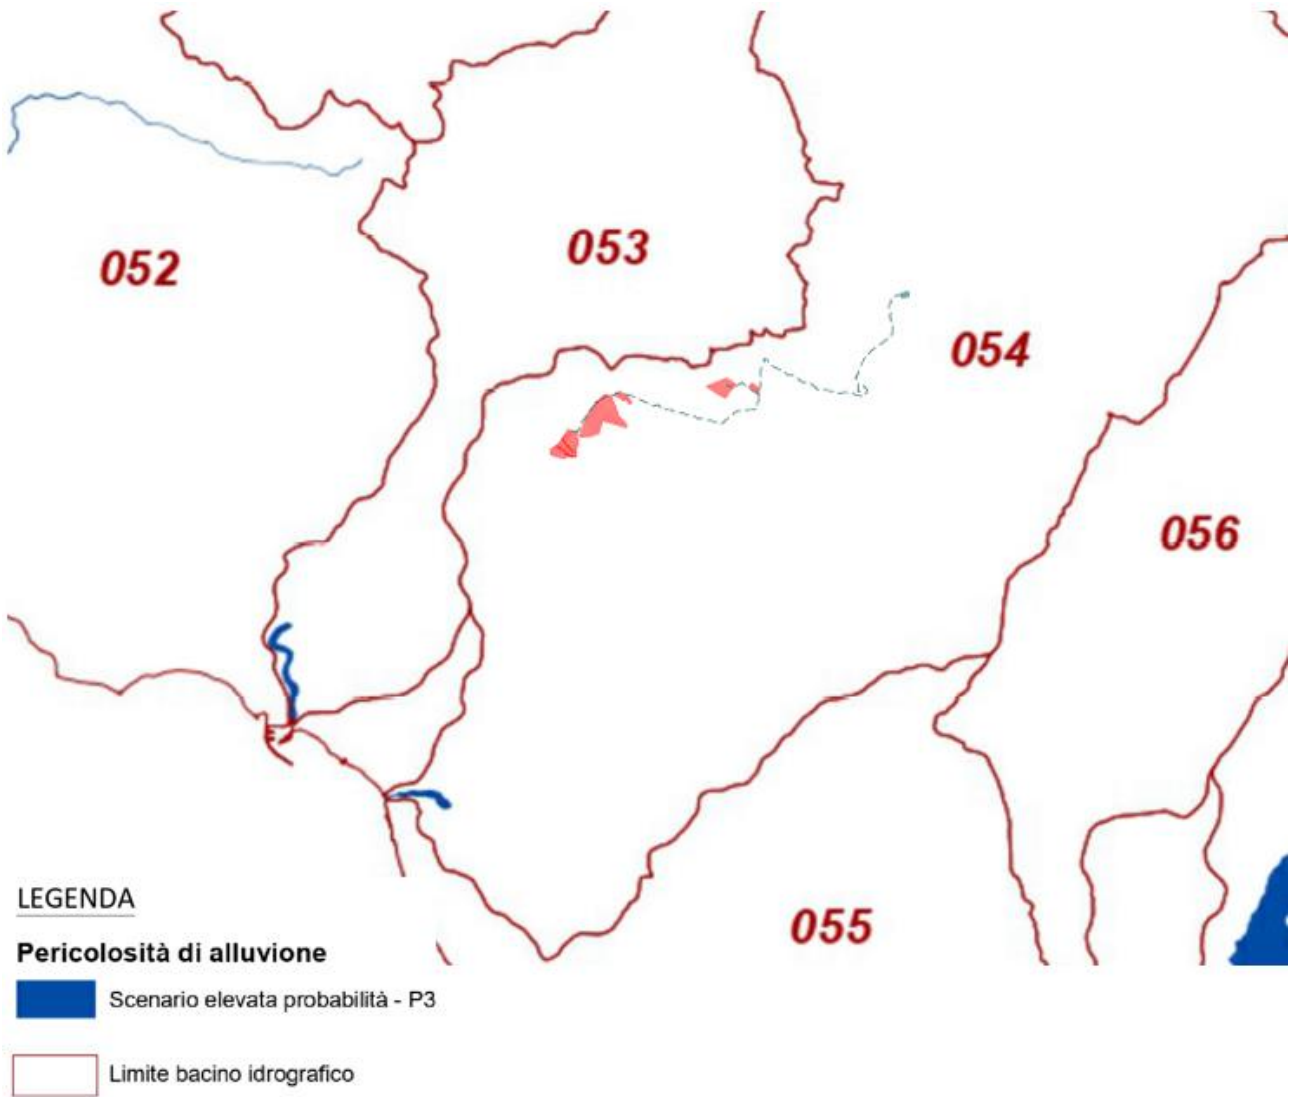 053
052
054
056
055
LEGENDA
Pericolosità di alluvione
Scenario elevata probabilità - P3
Limite bacino idrografico